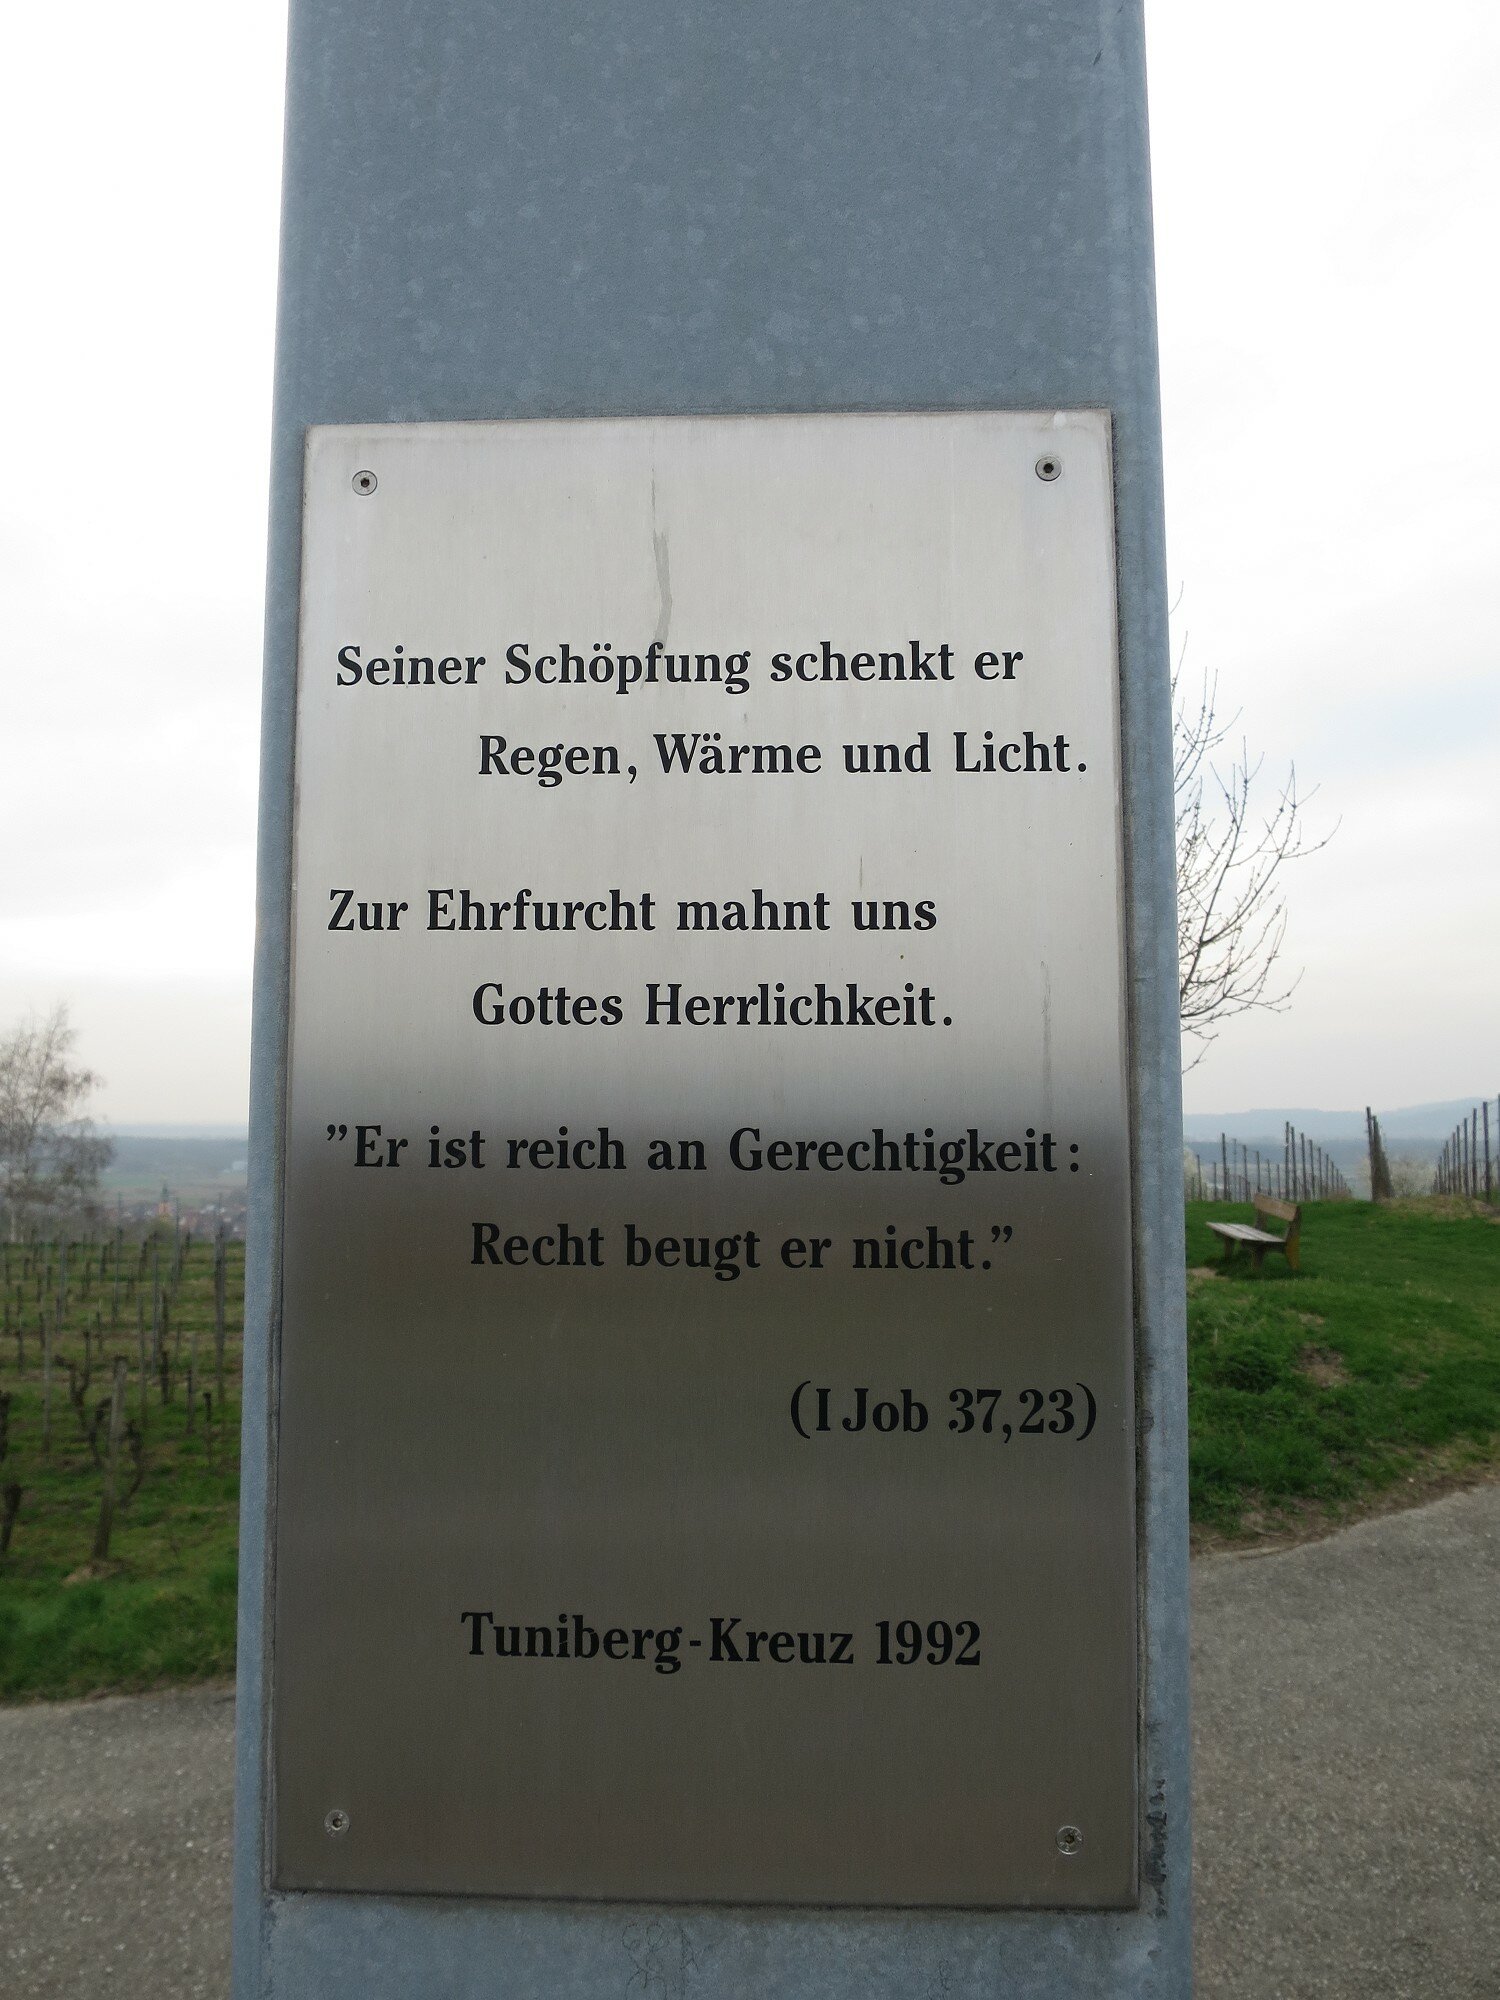 Seiner Schöpfung schenkt er
Regen, Wärme und Licht.
Zur Ehrfurcht mahnt uns
Gottes Herrlichkeit.
”Er ist reich an Gerechtigkeit:
Recht beugt er nicht.”
(I Job 37,23)
Tuniberg-Kreuz 1992